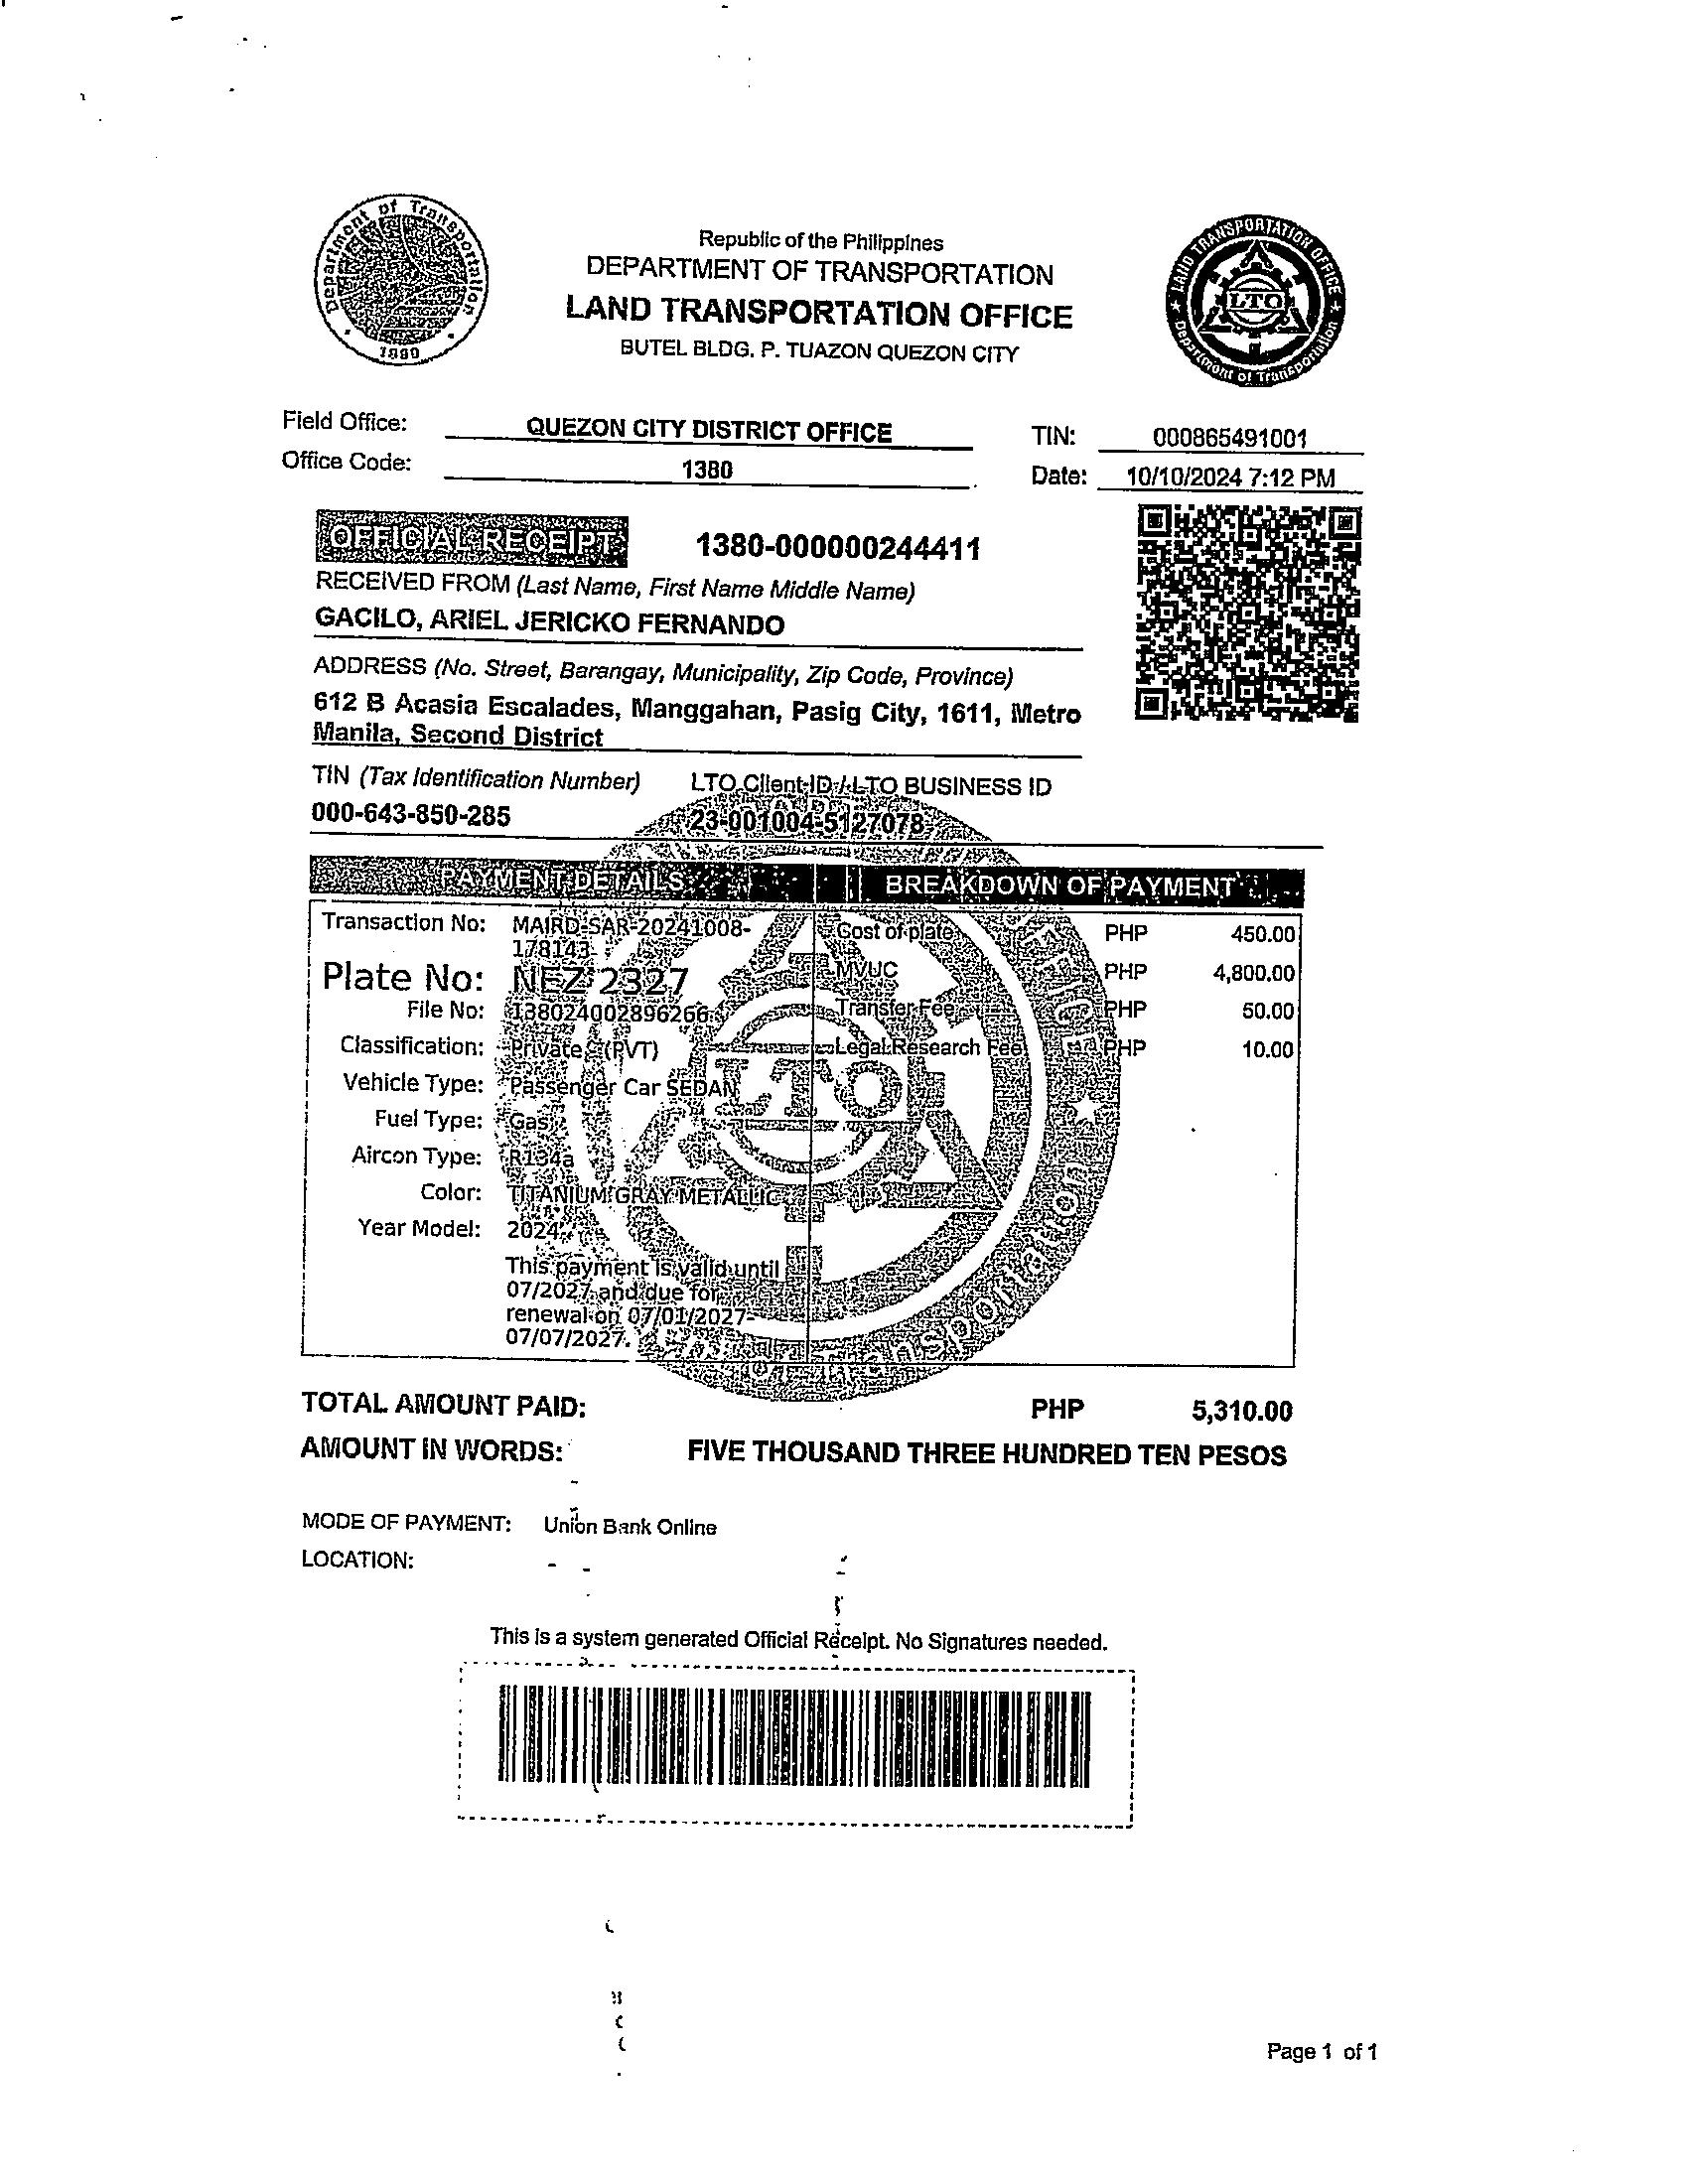 Department of Transportation
1899
Republic of the Philippines
DEPARTMENT OF TRANSPORTATION
LAND TRANSPORTATION OFFICE
BUTEL BLDG. P. TUAZON QUEZON CITY
LAND TRANSPORTATION OFFICE
LTO
Department of Transportation
Field Office: QUEZON CITY DISTRICT OFFICE TIN: 000865491001
Office Code: 1380 Date: 10/10/2024 7:12 PM
OFFICIAL RECEIPT 1380-000000244411
RECEIVED FROM (Last Name, First Name Middle Name)
GACILO, ARIEL JERICKO FERNANDO
ADDRESS (No. Street, Barangay, Municipality, Zip Code, Province)
612 B Acasia Escalades, Manggahan, Pasig City, 1611, Metro
Manila, Second District
TIN (Tax Identification Number) LTO Client ID / LTO BUSINESS ID
000-643-850-285 23-001004-5127078
PAYMENT DETAILS BREAKDOWN OF PAYMENT
Transaction No: MAIRD-SAR-20241008-
178143
Cost of plate PHP 450.00
Plate No: NEZ 2327 MVUC PHP 4,800.00
File No: 138024002896266 Transfer Fee PHP 50.00
Classification: Private (PVT) Legal Research Fee PHP 10.00
Vehicle Type: Passenger Car SEDAN
Fuel Type: Gas
Aircon Type: R134a
Color: TITANIUM GRAY METALLIC
Year Model: 2024
This payment is valid until
07/2027 and due for
renewal on 07/01/2027-
07/07/2027.
LTO
of Transportation
TOTAL AMOUNT PAID: PHP 5,310.00
AMOUNT IN WORDS: FIVE THOUSAND THREE HUNDRED TEN PESOS
MODE OF PAYMENT: Union Bank Online
LOCATION: -
This is a system generated Official Receipt. No Signatures needed.
Page 1 of 1